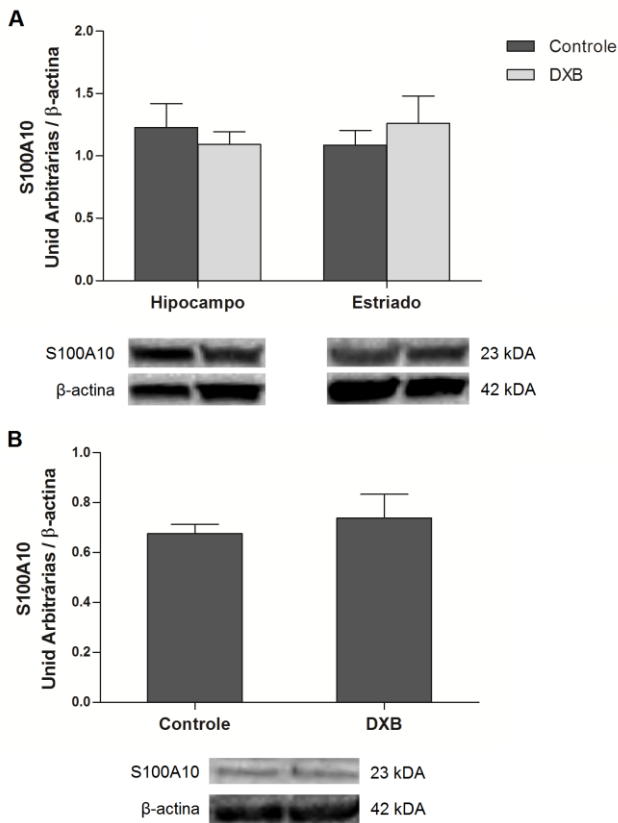 A
S100A10
Unid Arbitrárias / β-actina
2.0
1.5
1.0
0.5
0.0
Hipocampo Estriado
Controle
DXB
S100A10 23 kDA
β-actina 42 kDA
B
S100A10
Unid Arbitrárias / β-actina
1.0
0.8
0.6
0.4
0.2
0.0
Controle DXB
S100A10 23 kDA
β-actina 42 kDA